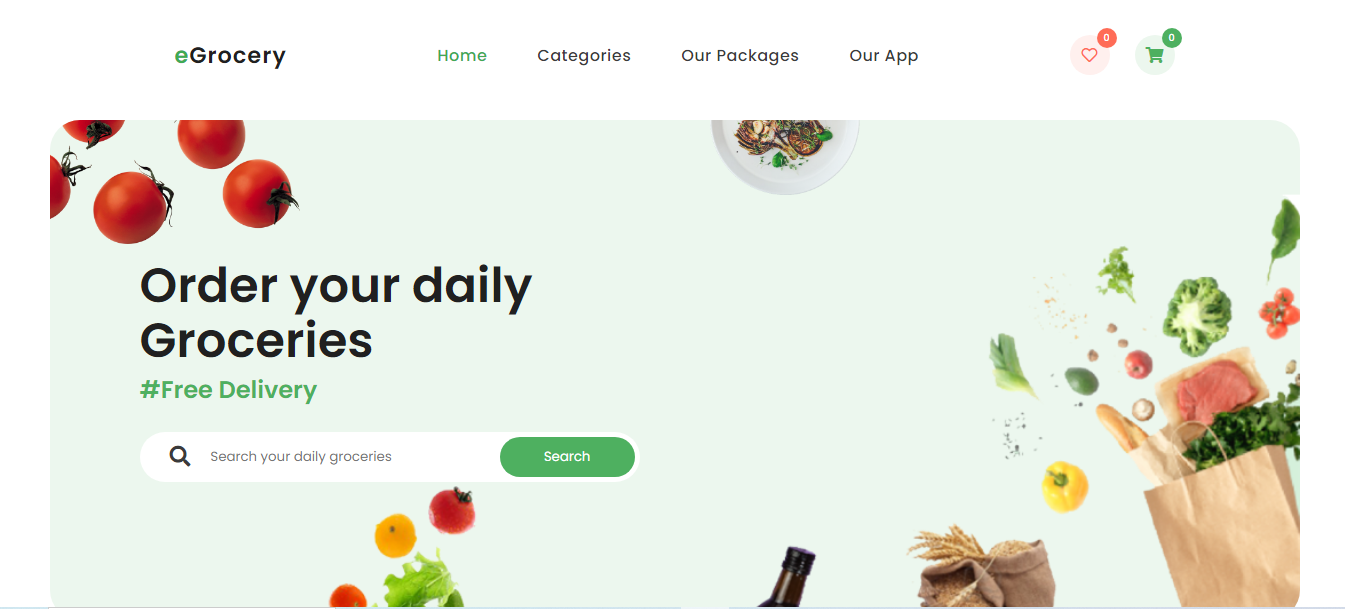 eGrocery
Home
Categories
Our Packages
Our App
0
0
Order your daily
Groceries
#Free Delivery
Search your daily groceries
Search